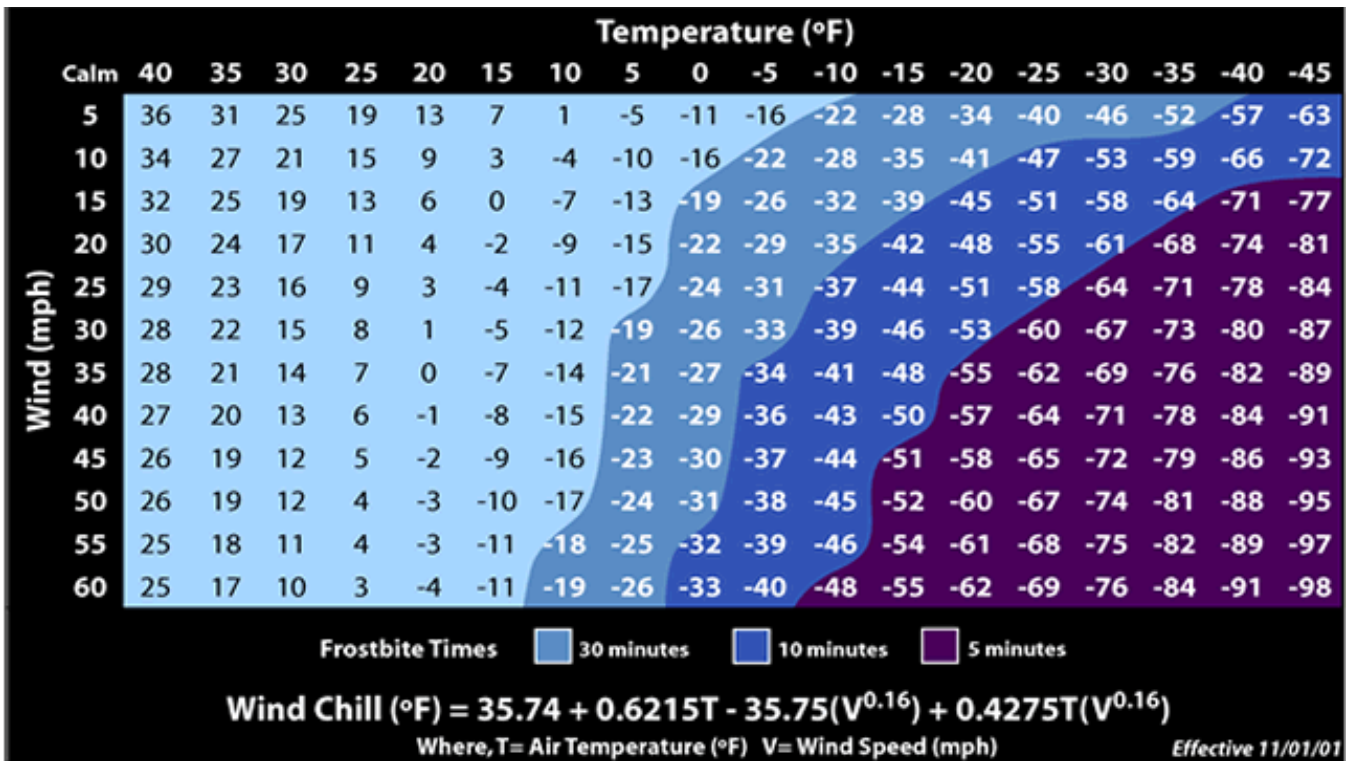 Temperature (ºF)
Calm 40 35 30 25 20 15 10 5 0 -5 -10 -15 -20 -25 -30 -35 -40 -45
5 36 31 25 19 13 7 1 -5 -11 -16 -22 -28 -34 -40 -46 -52 -57 -63
10 34 27 21 15 9 3 -4 -10 -16 -22 -28 -35 -41 -47 -53 -59 -66 -72
15 32 25 19 13 6 0 -7 -13 -19 -26 -32 -39 -45 -51 -58 -64 -71 -77
20 30 24 17 11 4 -2 -9 -15 -22 -29 -35 -42 -48 -55 -61 -68 -74 -81
25 29 23 16 9 3 -4 -11 -17 -24 -31 -37 -44 -51 -58 -64 -71 -78 -84
30 28 22 15 8 1 -5 -12 -19 -26 -33 -39 -46 -53 -60 -67 -73 -80 -87
35 28 21 14 7 0 -7 -14 -21 -27 -34 -41 -48 -55 -62 -69 -76 -82 -89
40 27 20 13 6 -1 -8 -15 -22 -29 -36 -43 -50 -57 -64 -71 -78 -84 -91
45 26 19 12 5 -2 -9 -16 -23 -30 -37 -44 -51 -58 -65 -72 -79 -86 -93
50 26 19 12 4 -3 -10 -17 -24 -31 -38 -45 -52 -60 -67 -74 -81 -88 -95
55 25 18 11 4 -3 -11 -18 -25 -32 -39 -46 -54 -61 -68 -75 -82 -89 -97
60 25 17 10 3 -4 -11 -19 -26 -33 -40 -48 -55 -62 -69 -76 -84 -91 -98
Wind (mph)
Frostbite Times 30 minutes 10 minutes 5 minutes
Wind Chill (ºF) = 35.74 + 0.6215T - 35.75(V^0.16) + 0.4275T(V^0.16)
Where, T= Air Temperature (ºF) V= Wind Speed (mph) Effective 11/01/01